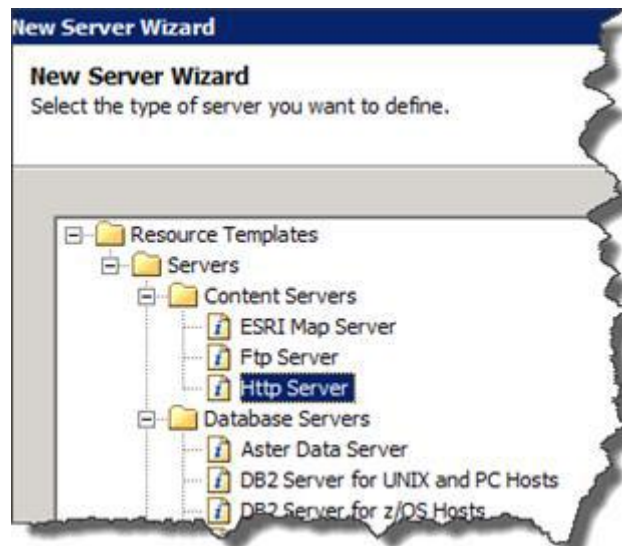 New Server Wizard
New Server Wizard
Select the type of server you want to define.
Resource Templates
Servers
Content Servers
ESRI Map Server
Ftp Server
Http Server
Database Servers
Aster Data Server
DB2 Server for UNIX and PC Hosts
DB2 Server for z/OS Hosts